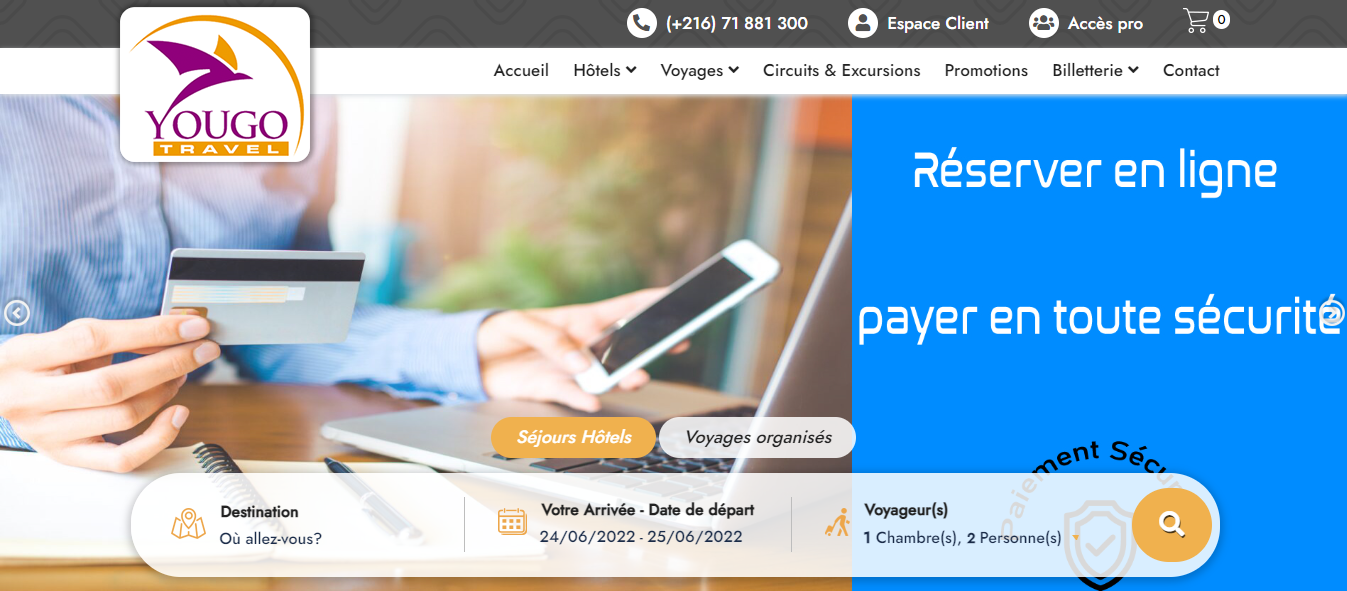 (+216) 71 881 300 Espace Client Accès pro 0
YOUGO
TRAVEL
Accueil Hôtels Voyages Circuits & Excursions Promotions Billetterie Contact
Réserver en ligne
payer en toute sécurité
Séjours Hôtels Voyages organisés
Paiement Sécu
Destination
Où allez-vous?
Votre Arrivée - Date de départ
24/06/2022 - 25/06/2022
Voyageur(s)
1 Chambre(s), 2 Personne(s)